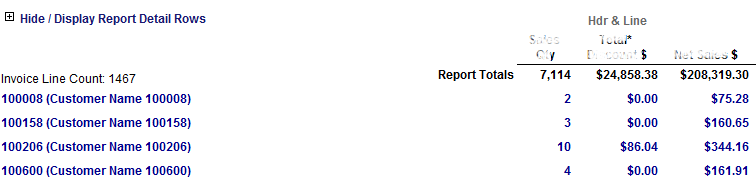 Hide / Display Report Detail Rows
Hdr & Line
Sales Total*
Qty Discount $ Net Sales $
Invoice Line Count: 1467 Report Totals 7,114 $24,858.38 $208,319.30
100008 (Customer Name 100008) 2 $0.00 $75.28
100158 (Customer Name 100158) 3 $0.00 $160.65
100206 (Customer Name 100206) 10 $86.04 $344.16
100600 (Customer Name 100600) 4 $0.00 $161.91